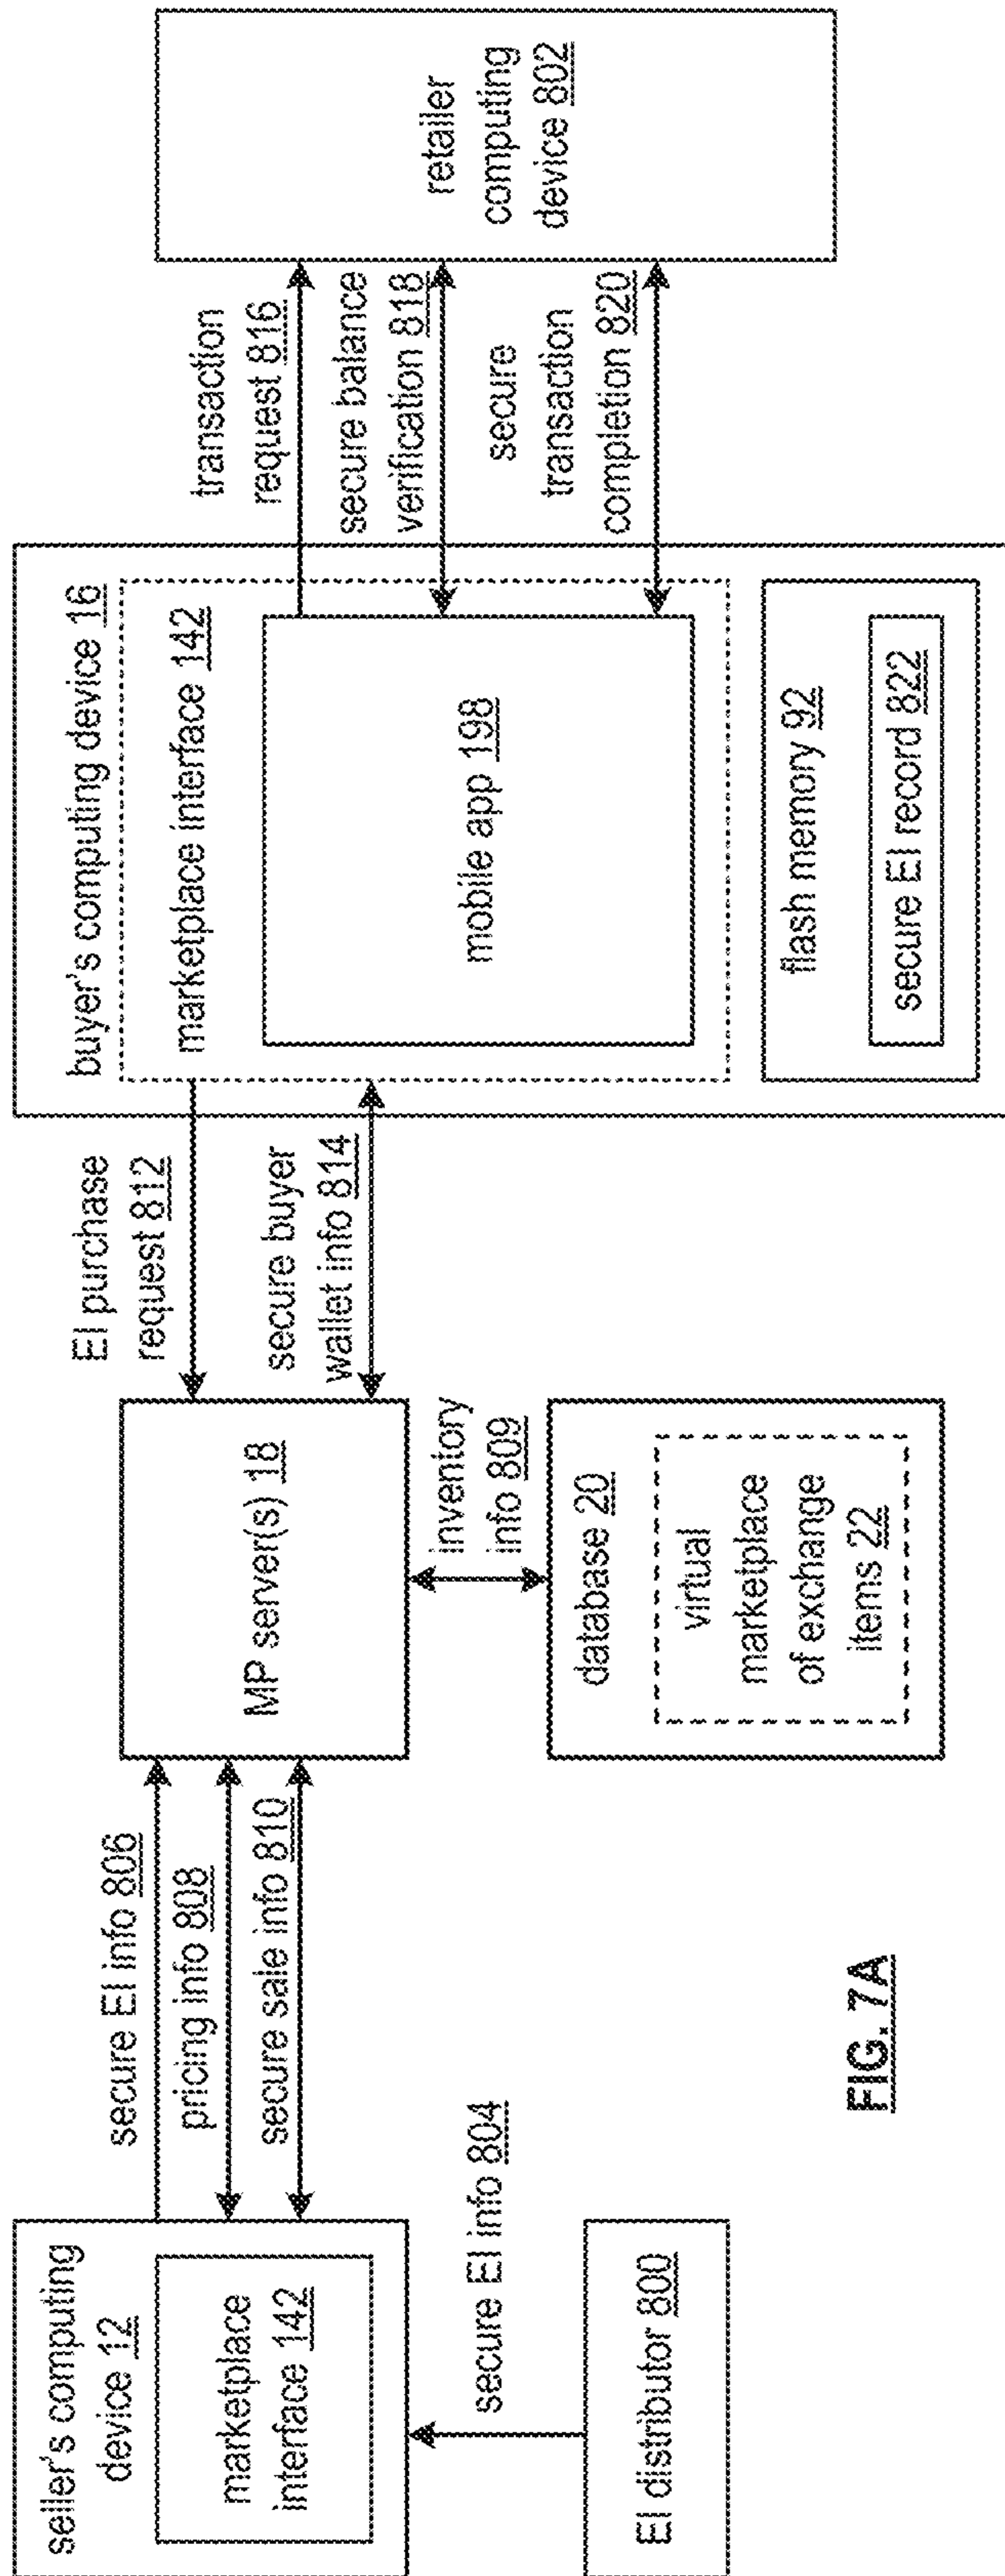 seller's computing
device 12
marketplace
interface 142
secure EI info 804
EI distributor 800
secure EI info 806
pricing info 808
secure sale info 810
MP server(s) 18
inventory
info 809
database 20
virtual
marketplace
of exchange
items 22
EI purchase
request 812
secure buyer
wallet info 814
buyer's computing device 16
marketplace interface 142
mobile app 198
flash memory 92
secure EI record 822
transaction
request 816
secure balance
verification 818
secure
transaction
completion 820
retailer
computing
device 802
FIG. 7A